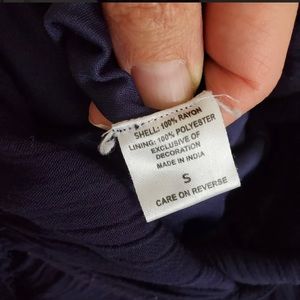 SHELL: 100% RAYON
LINING: 100% POLYESTER
EXCLUSIVE OF
DECORATION
MADE IN INDIA
S
CARE ON REVERSE